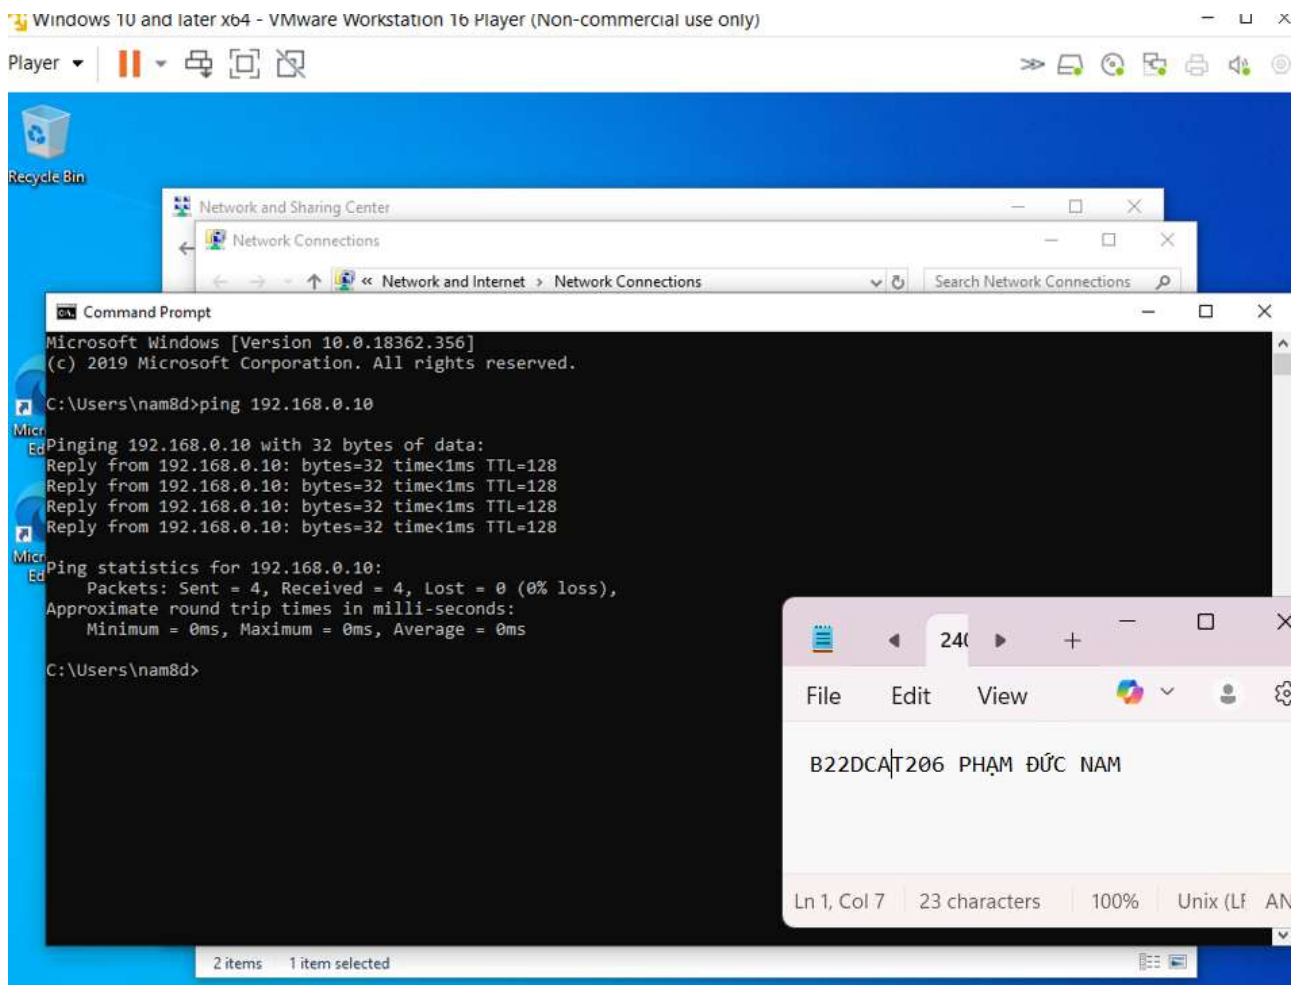 Windows 10 and later x64 - VMware Workstation 16 Player (Non-commercial use only)
Player
Recycle Bin
Network and Sharing Center
Network Connections
« Network and Internet > Network Connections
Search Network Connections
Command Prompt
Microsoft Windows [Version 10.0.18362.356]
(c) 2019 Microsoft Corporation. All rights reserved.
C:\Users\nam8d>ping 192.168.0.10
Pinging 192.168.0.10 with 32 bytes of data:
Reply from 192.168.0.10: bytes=32 time<1ms TTL=128
Reply from 192.168.0.10: bytes=32 time<1ms TTL=128
Reply from 192.168.0.10: bytes=32 time<1ms TTL=128
Reply from 192.168.0.10: bytes=32 time<1ms TTL=128
Ping statistics for 192.168.0.10:
Packets: Sent = 4, Received = 4, Lost = 0 (0% loss),
Approximate round trip times in milli-seconds:
Minimum = 0ms, Maximum = 0ms, Average = 0ms
C:\Users\nam8d>
Micr
Ed
Micr
Ed
240
File Edit View
B22DCAT206 PHẠM ĐỨC NAM
Ln 1, Col 7 23 characters 100% Unix (LF AN
2 items 1 item selected